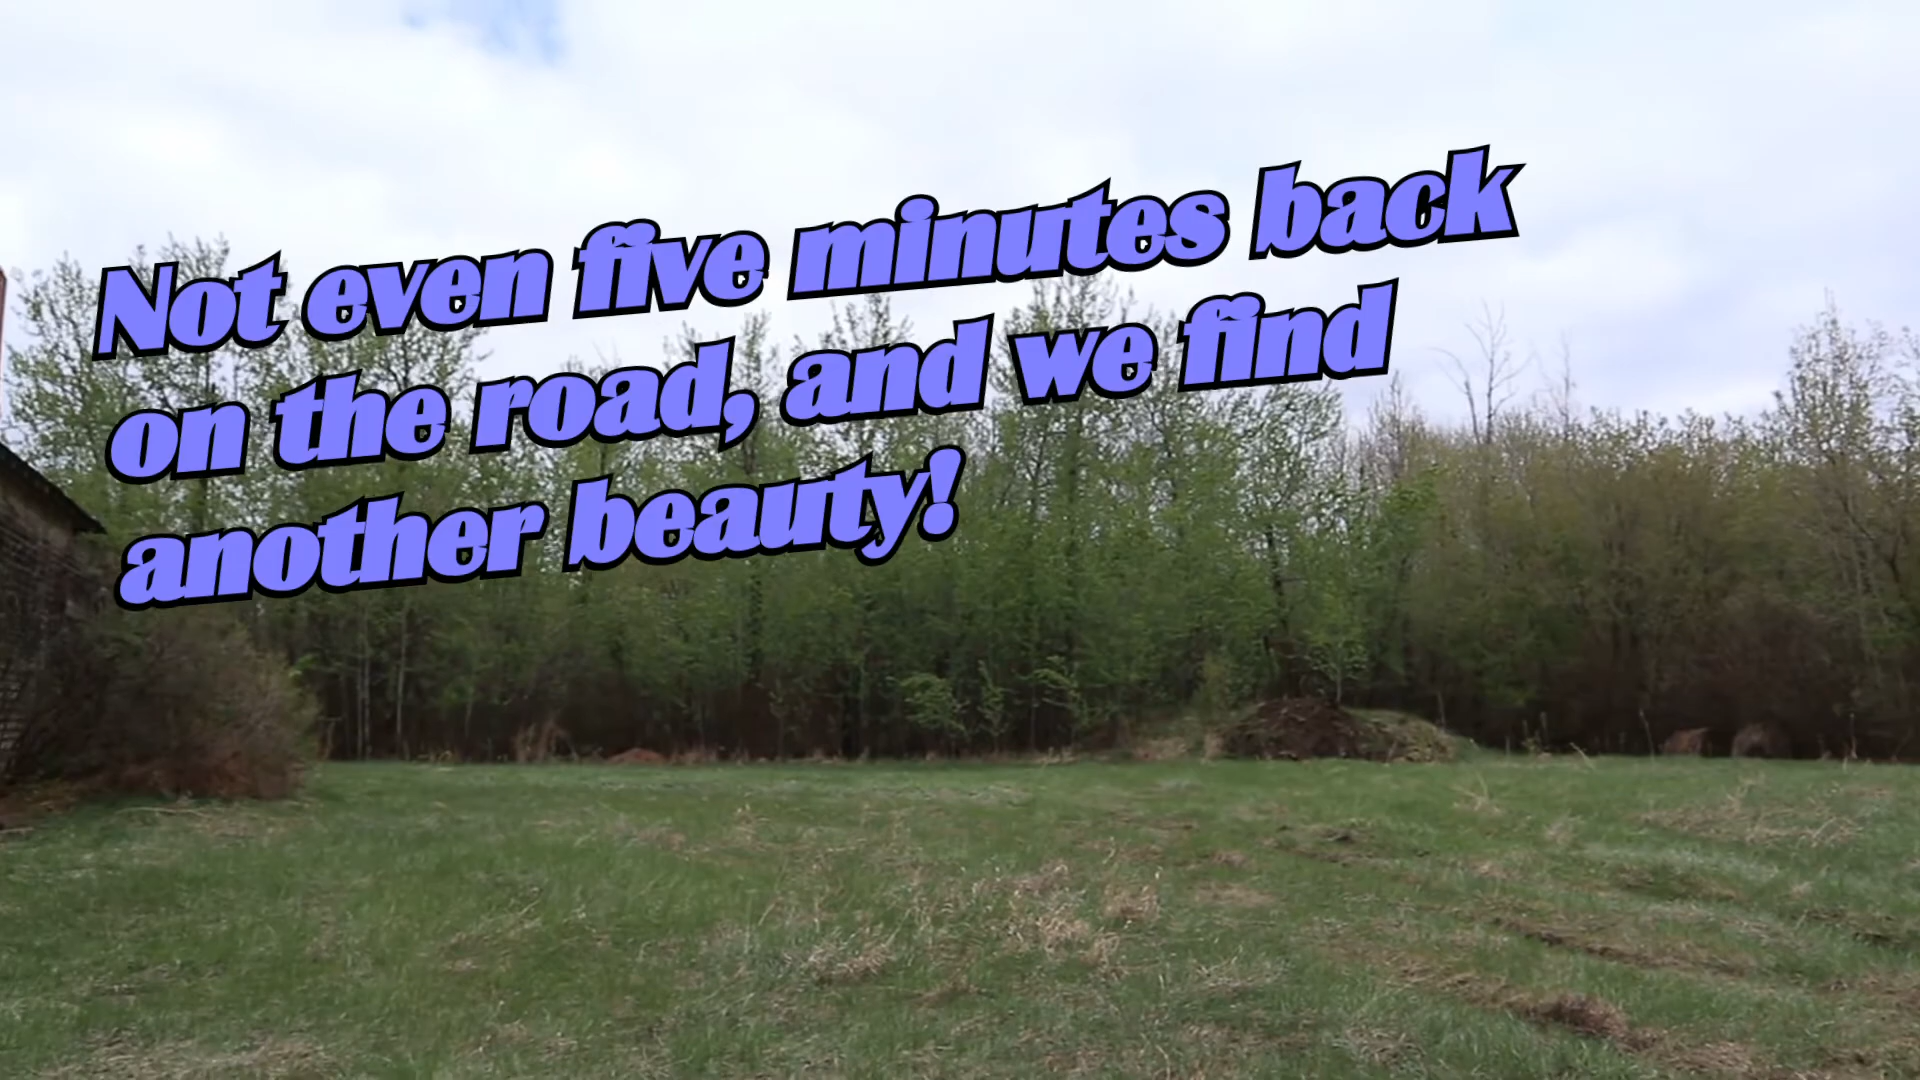 Not even five minutes back
on the road, and we find
another beauty!